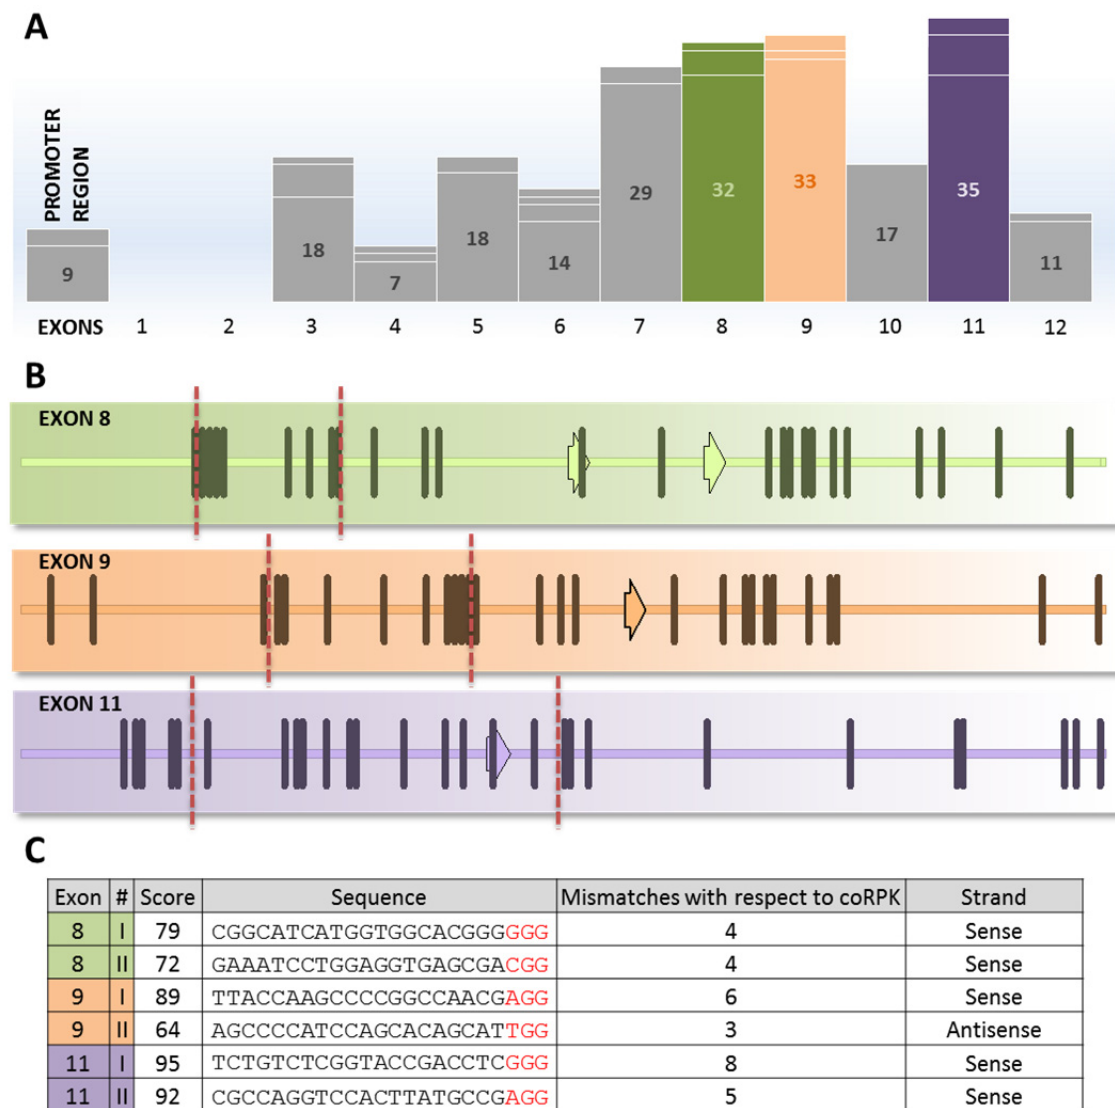 A
PROMOTER
REGION
9
18
7
18
14
29
32
33
17
35
11
EXONS 1 2 3 4 5 6 7 8 9 10 11 12
B
EXON 8
EXON 9
EXON 11
C
Exon # Score Sequence Mismatches with respect to coRPK Strand
8 I 79 CGGCATCATGGTGGCACGGGGGG 4 Sense
8 II 72 GAAATCCTGGAGGTGAGCGACGG 4 Sense
9 I 89 TTACCAAGCCCCGGCCAACGAGG 6 Sense
9 II 64 AGCCCCATCCAGCACAGCATTGG 3 Antisense
11 I 95 TCTGTCTCGGTACCGACCTCGGG 8 Sense
11 II 92 CGCCAGGTCCACTTATGCCGAGG 5 Sense